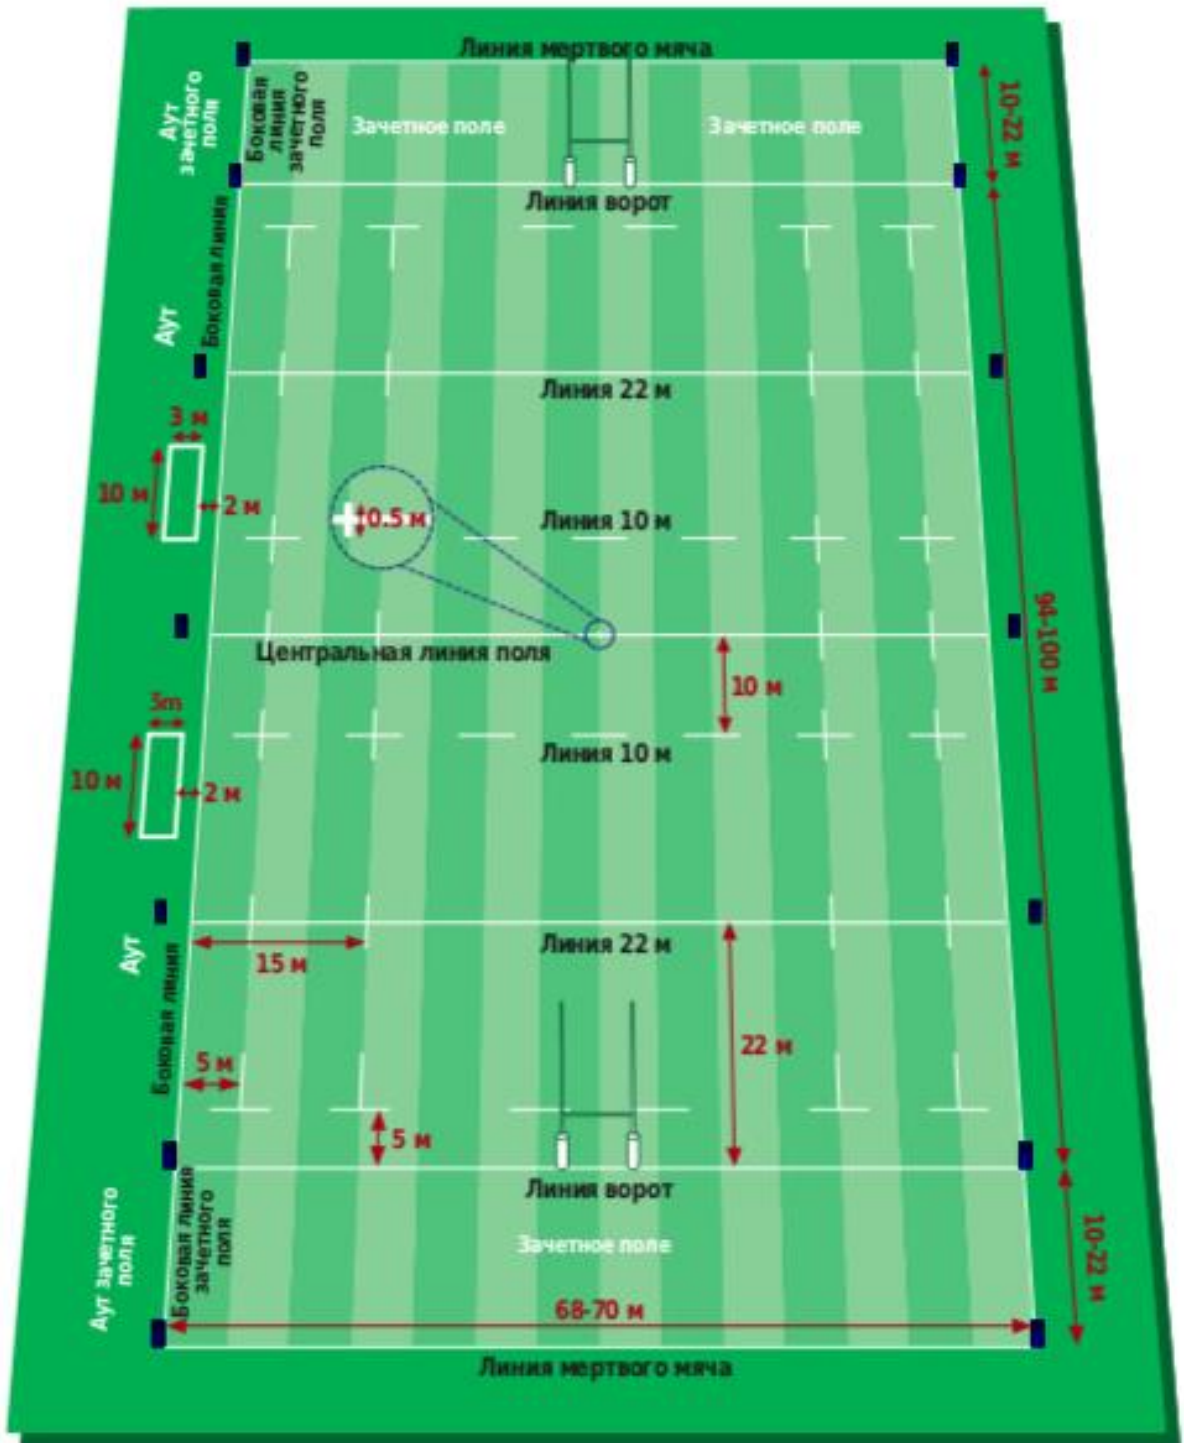 Линия мертвого мяча
Аут
зачетного
поля
Боковая
линия
зачетного
поля
Зачетное поле
Зачетное поле
10-22 м
Линия ворот
Боковая линия
Аут
Линия 22 м
3 м
10 м
2 м
0.5 м
Линия 10 м
94-100 м
Центральная линия поля
10 м
3m
Линия 10 м
10 м
2 м
Аут
Линия 22 м
15 м
Боковая линия
22 м
5 м
5 м
Линия ворот
Аут Зачетного
поля
Боковая линия
зачетного
поля
Зачетное поле
10-22 м
68-70 м
Линия мертвого мяча